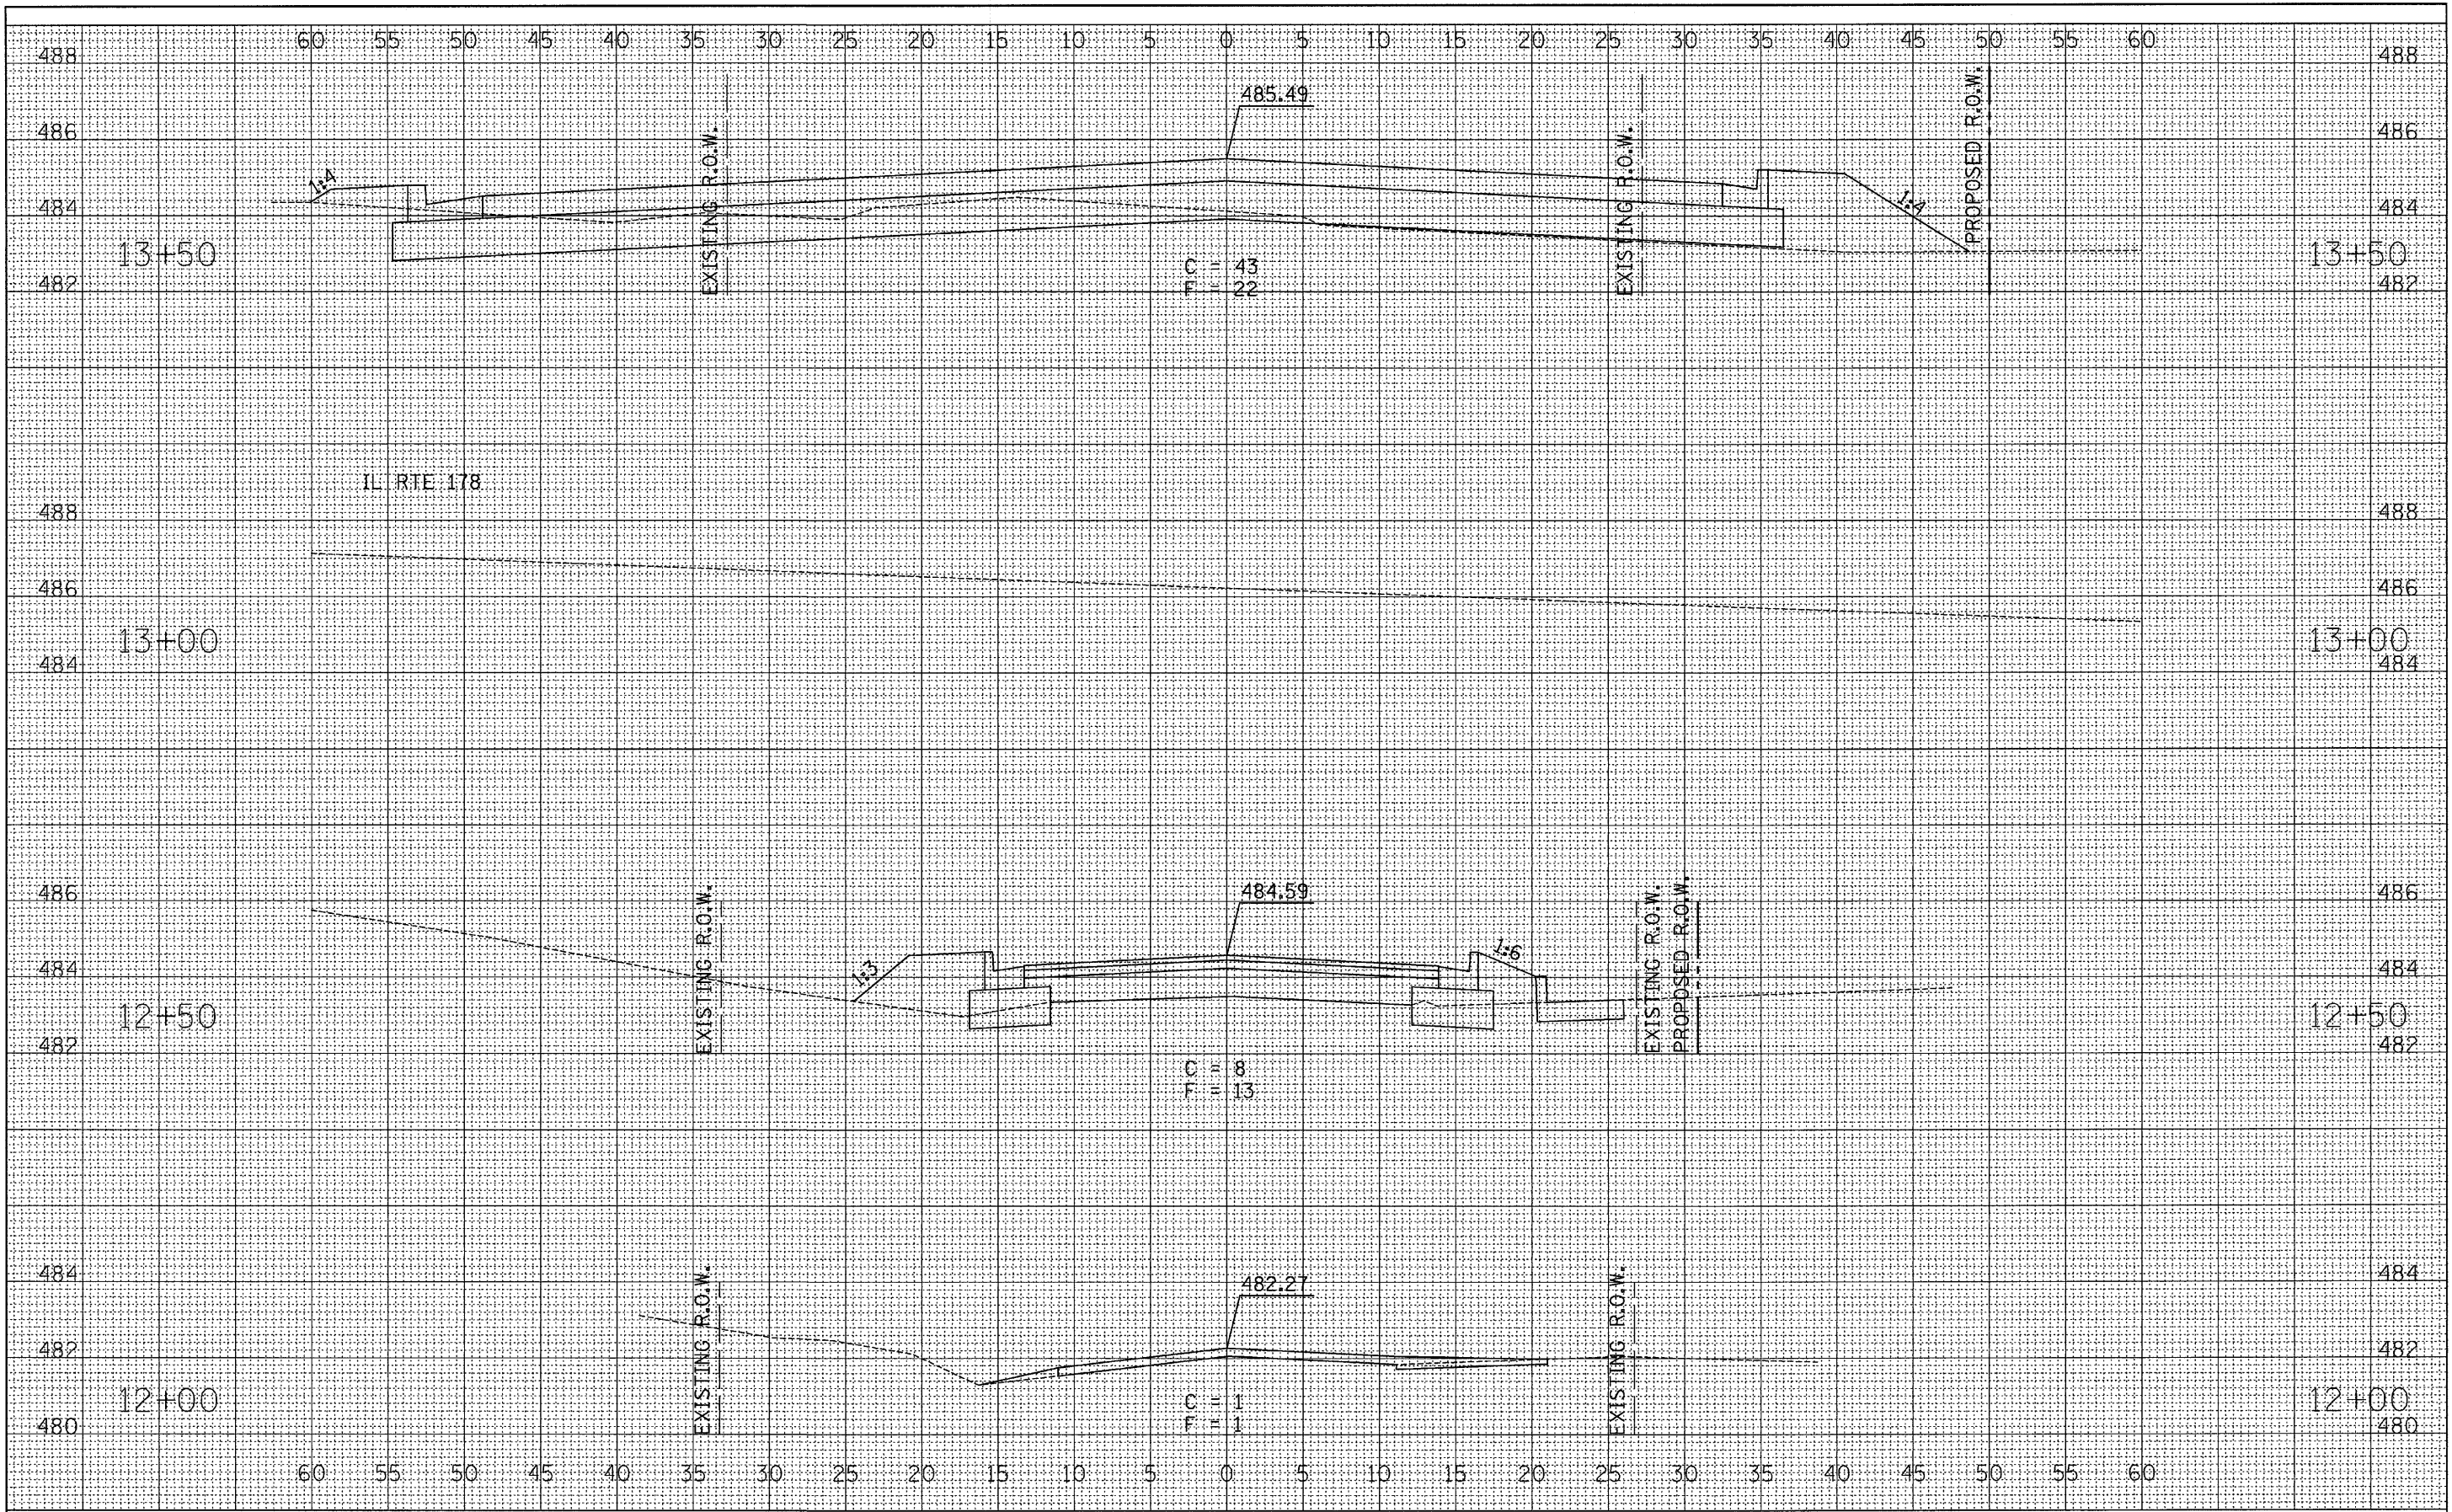 60 55 50 45 40 35 30 25 20 15 10 5 0 5 10 15 20 25 30 35 40 45 50 55 60
488 488
485.49
486 486
EXISTING R.O.W.
EXISTING R.O.W.
PROPOSED R.O.W.
1:4
1:4
484 484
13+50 13+50
C = 43
F = 22
482 482
IL RTE 178
488 488
486 486
13+00 13+00
484 484
486 486
484.59
EXISTING R.O.W.
EXISTING R.O.W.
PROPOSED R.O.W.
1:3
1:6
484 484
12+50 12+50
482 482
C = 8
F = 13
484 484
482.27
EXISTING R.O.W.
EXISTING R.O.W.
482 482
12+00 12+00
C = 1
F = 1
480 480
60 55 50 45 40 35 30 25 20 15 10 5 0 5 10 15 20 25 30 35 40 45 50 55 60